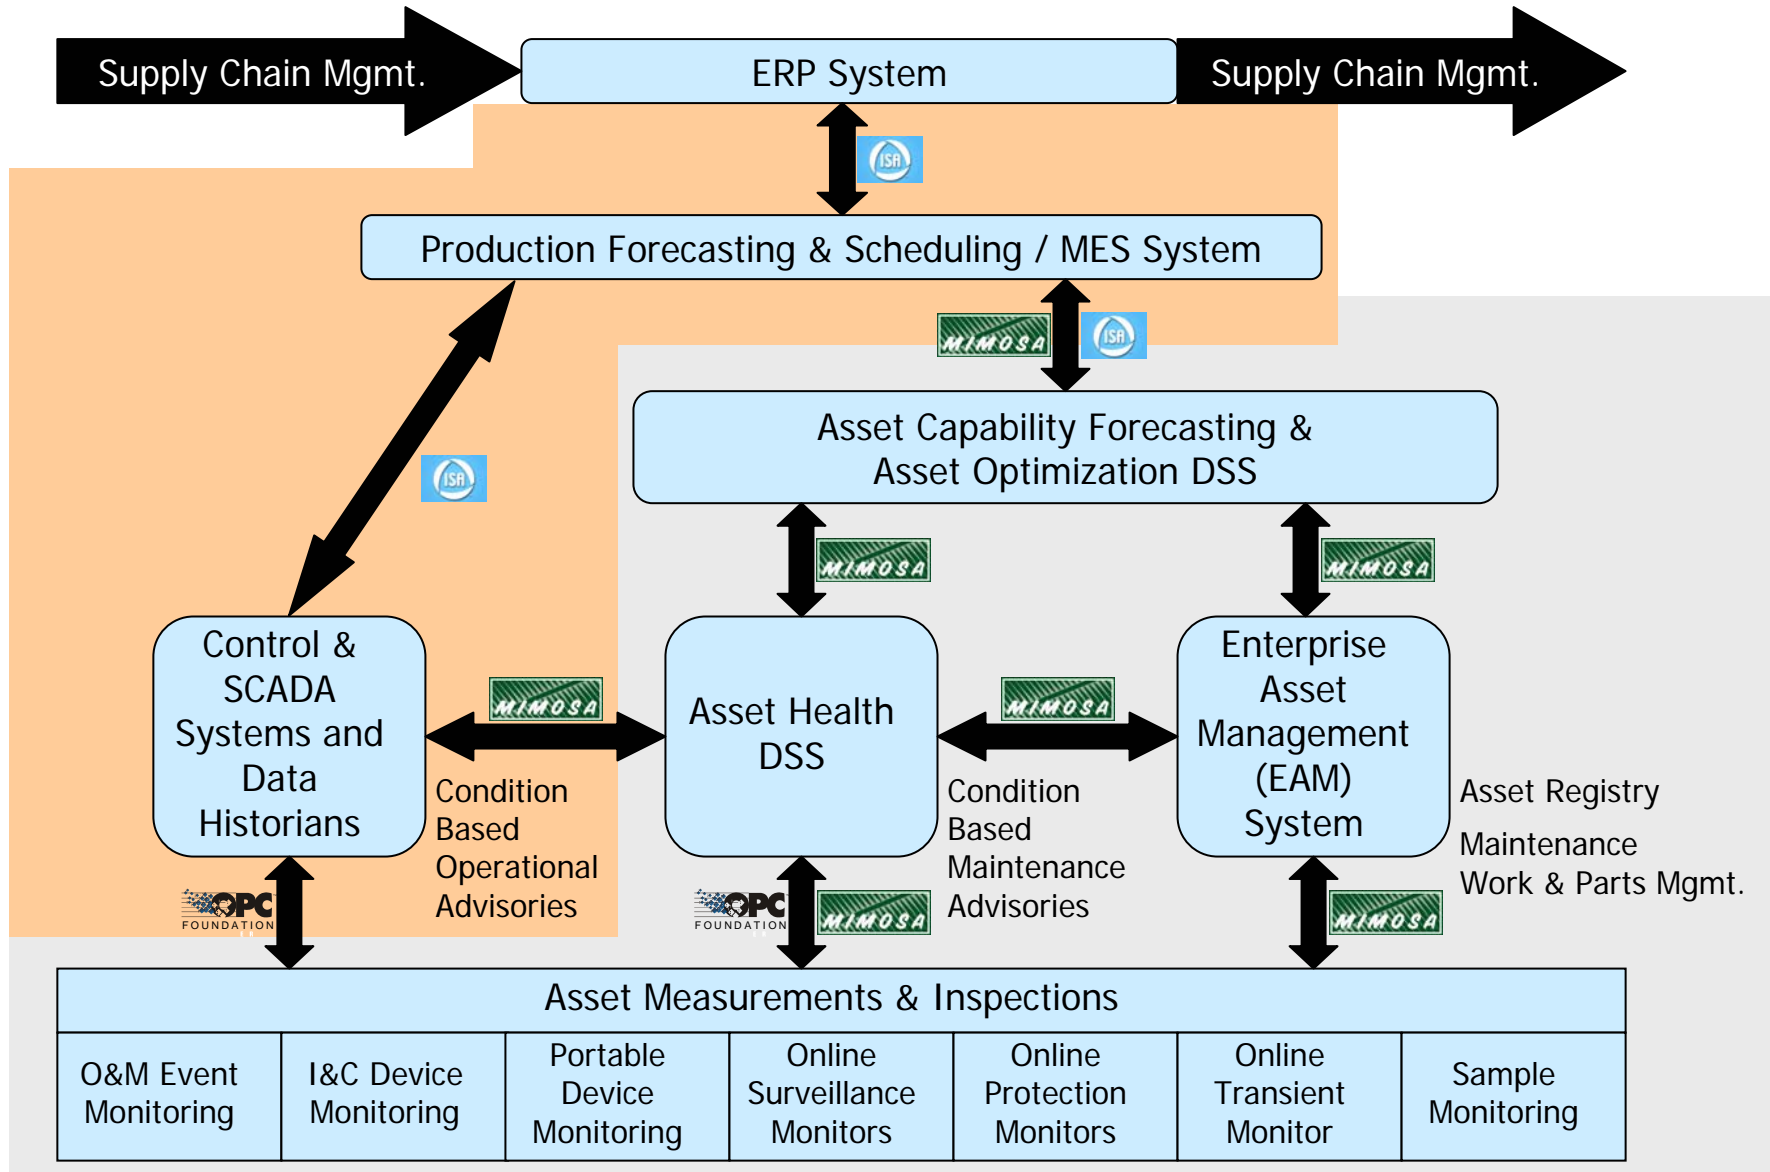 Supply Chain Mgmt.
ERP System
Supply Chain Mgmt.
ISA
Production Forecasting & Scheduling / MES System
MIMOSA
ISA
Asset Capability Forecasting &
Asset Optimization DSS
ISA
MIMOSA
MIMOSA
Control &
SCADA
Systems and
Data
Historians
MIMOSA
Condition
Based
Operational
Advisories
Asset Health
DSS
MIMOSA
Condition
Based
Maintenance
Advisories
Enterprise
Asset
Management
(EAM)
System
Asset Registry
Maintenance
Work & Parts Mgmt.
OPC
FOUNDATION
OPC
FOUNDATION
MIMOSA
MIMOSA
Asset Measurements & Inspections
O&M Event
Monitoring
I&C Device
Monitoring
Portable
Device
Monitoring
Online
Surveillance
Monitors
Online
Protection
Monitors
Online
Transient
Monitor
Sample
Monitoring